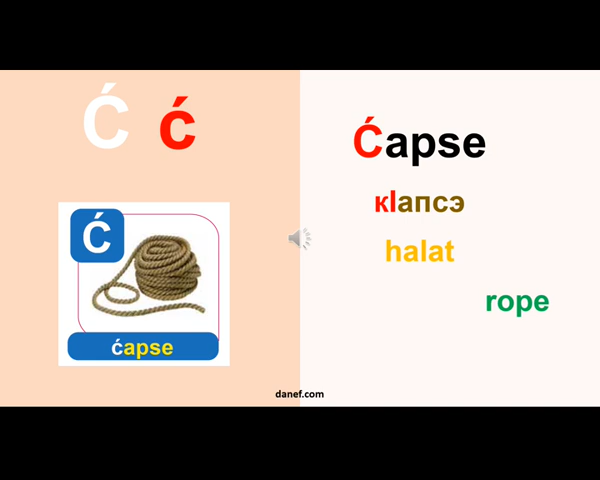 Ć ć
Ć
ćapse
Ćapse
кӏапсэ
halat
rope
danef.com